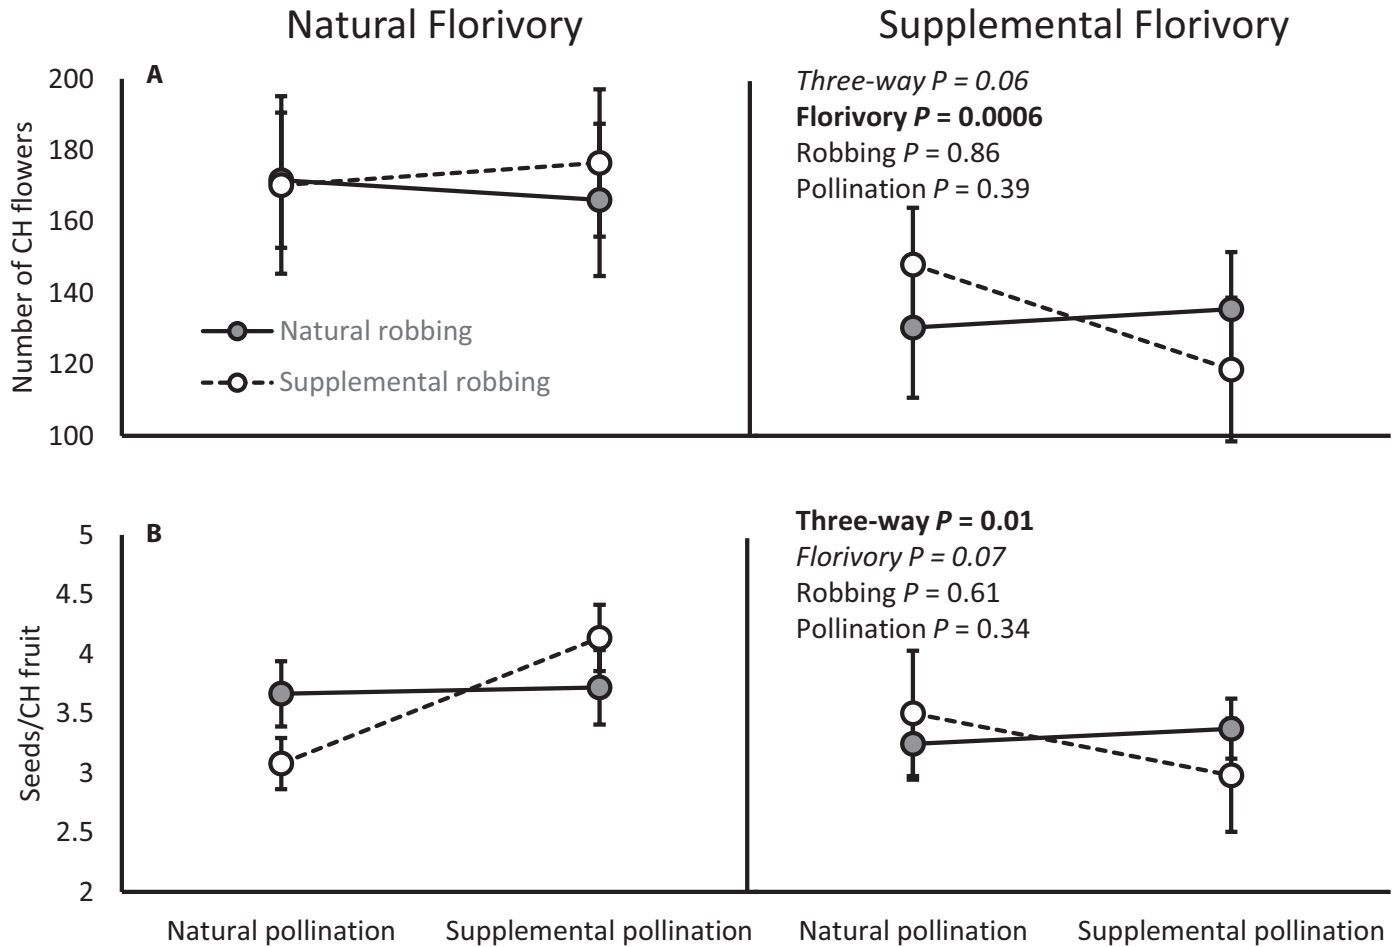 Natural Florivory
Supplemental Florivory
A
Number of CH flowers
200
180
160
140
120
100
Natural robbing
Supplemental robbing
Three-way P = 0.06
Florivory P = 0.0006
Robbing P = 0.86
Pollination P = 0.39
B
Seeds/CH fruit
5
4.5
4
3.5
3
2.5
2
Three-way P = 0.01
Florivory P = 0.07
Robbing P = 0.61
Pollination P = 0.34
Natural pollination
Supplemental pollination
Natural pollination
Supplemental pollination